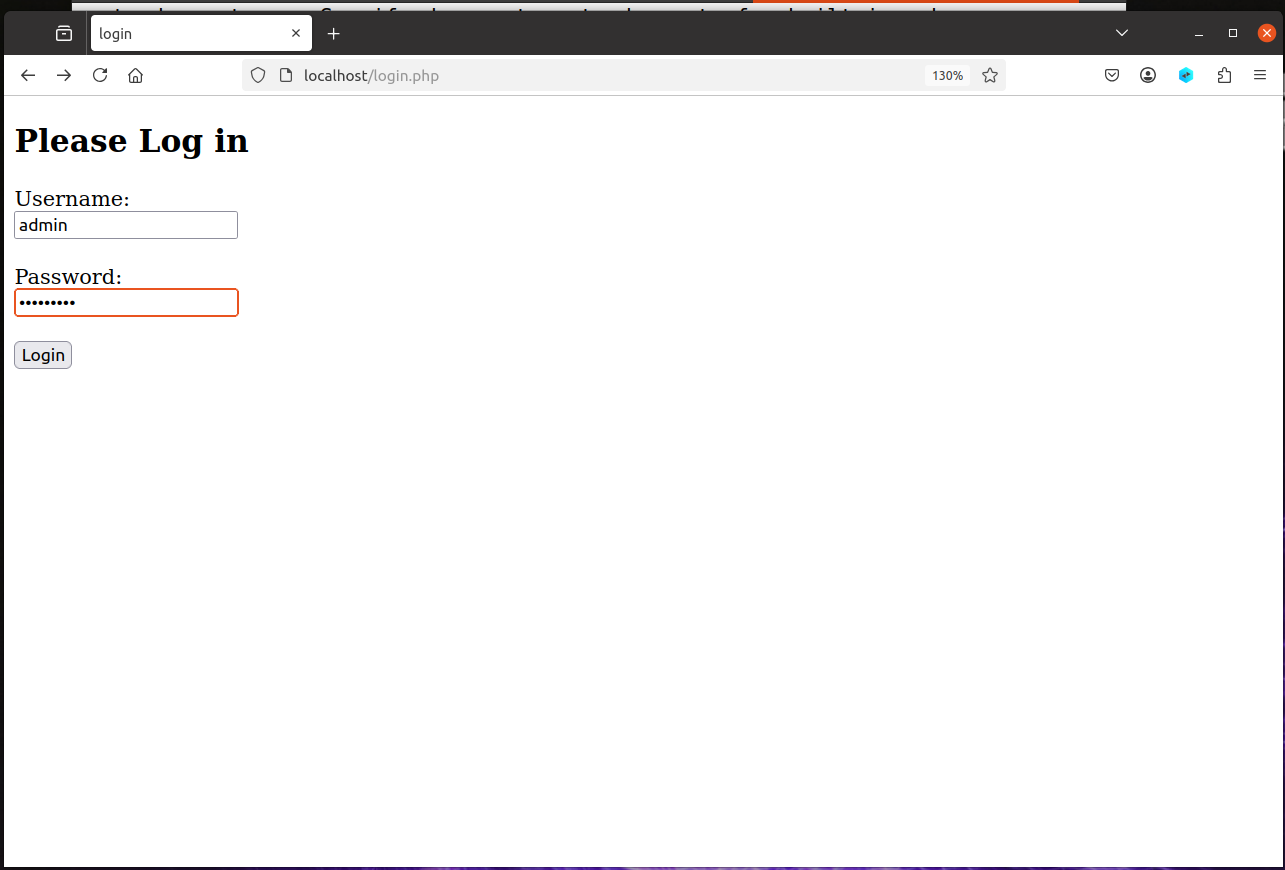 login
localhost/login.php
130%
Please Log in
Username:
admin
Password:
•••••••••
Login